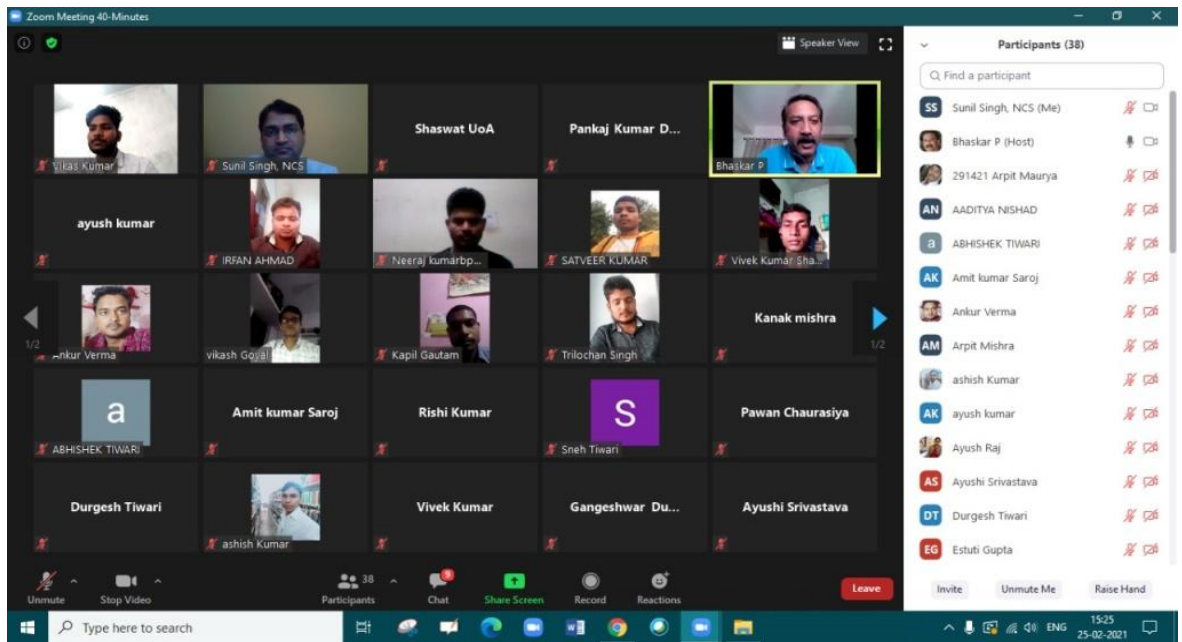 Zoom Meeting 40-Minutes
Speaker View
Vikas Kumar
Sunil Singh, NCS
Shaswat UoA
Pankaj Kumar D...
Bhaskar P
ayush kumar
IRFAN AHMAD
Neeraj kumarbp...
SATVEER KUMAR
Vivek Kumar Sha...
1/2
Ankur Verma
vikash Goyal
Kapil Gautam
Trilochan Singh
Kanak mishra
1/2
a
ABHISHEK TIWARI
Amit kumar Saroj
Rishi Kumar
S
Sneh Tiwari
Pawan Chaurasiya
Durgesh Tiwari
ashish Kumar
Vivek Kumar
Gangeshwar Du...
Ayushi Srivastava
Unmute
Stop Video
38
Participants
9
Chat
Share Screen
Record
Reactions
Leave
Participants (38)
Find a participant
SS Sunil Singh, NCS (Me)
Bhaskar P (Host)
291421 Arpit Maurya
AN AADITYA NISHAD
a ABHISHEK TIWARI
AK Amit kumar Saroj
Ankur Verma
AM Arpit Mishra
ashish Kumar
AK ayush kumar
Ayush Raj
AS Ayushi Srivastava
DT Durgesh Tiwari
EG Estuti Gupta
Invite
Unmute Me
Raise Hand
Type here to search
ENG
15:25
25-02-2021